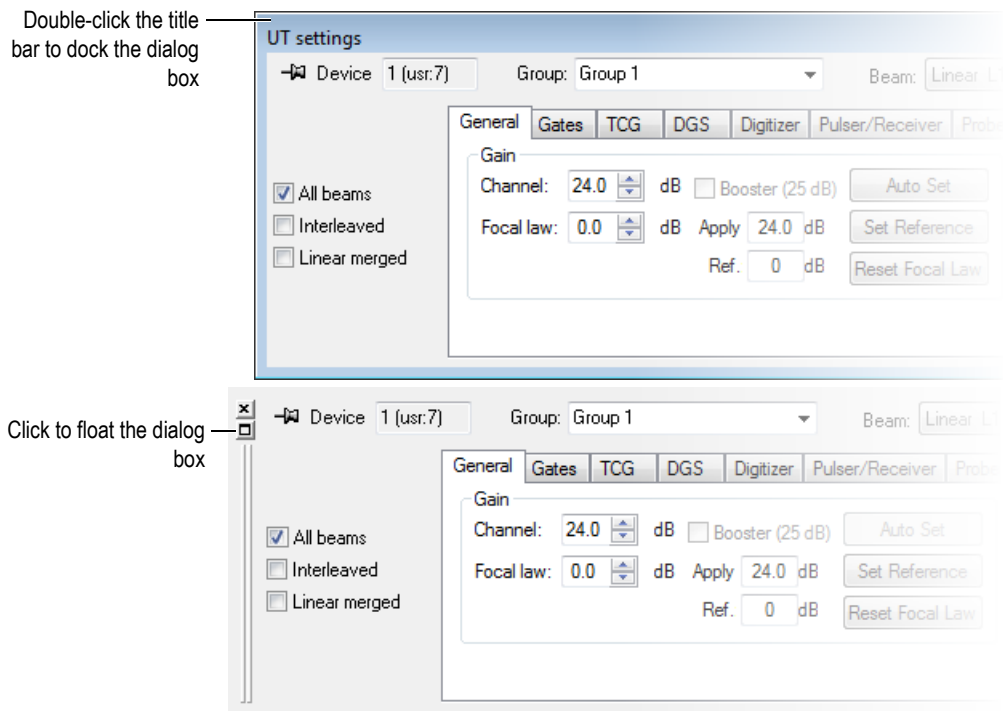 Double-click the title
bar to dock the dialog
box
UT settings
Device 1 (usr:7) Group: Group 1 Beam: Linear
General Gates TCG DGS Digitizer Pulser/Receiver
Gain
Channel: 24.0 dB Booster (25 dB) Auto Set
All beams
Focal law: 0.0 dB Apply 24.0 dB Set Reference
Interleaved
Linear merged
Ref. 0 dB Reset Focal Law
Click to float the dialog
box
Device 1 (usr:7) Group: Group 1 Beam: Linear
General Gates TCG DGS Digitizer Pulser/Receiver
Gain
Channel: 24.0 dB Booster (25 dB) Auto Set
All beams
Focal law: 0.0 dB Apply 24.0 dB Set Reference
Interleaved
Linear merged
Ref. 0 dB Reset Focal Law